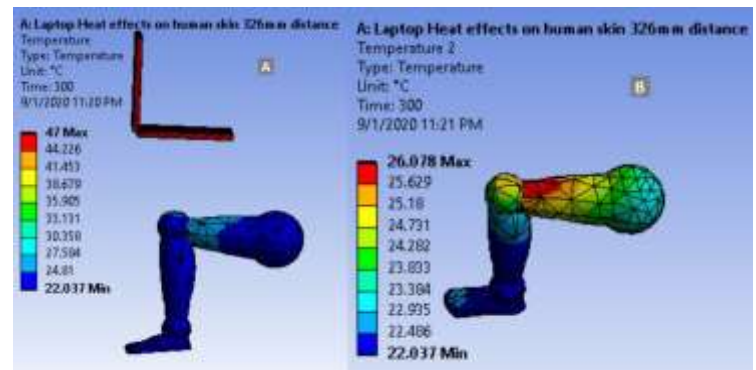 A: Laptop Heat effects on human skin 326mm distance
Temperature
Type: Temperature
Unit: °C
Time: 300
9/1/2020 11:20 PM
A
47 Max
44.226
41.453
38.679
35.905
33.131
30.358
27.584
24.81
22.037 Min
A: Laptop Heat effects on human skin 326mm distance
Temperature 2
Type: Temperature
Unit: °C
Time: 300
9/1/2020 11:21 PM
B
26.078 Max
25.629
25.18
24.731
24.282
23.833
23.384
22.935
22.486
22.037 Min